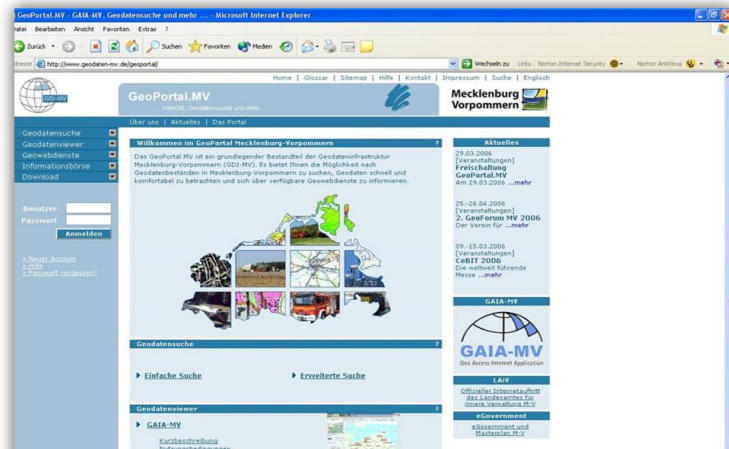 GeoPortal.MV - GAIA-MV, Geodatensuche und mehr ... - Microsoft Internet Explorer
Datei Bearbeiten Ansicht Favoriten Extras ?
Zurück Suchen Favoriten Medien
Adresse http://www.geodaten-mv.de/geoportal/ Wechseln zu Links Norton Internet Security Norton AntiVirus
Home | Glossar | Sitemap | Hilfe | Kontakt | Impressum | Suche | Englisch
GDI-MV
GeoPortal.MV
WebGIS, Geodatensuche und mehr ...
Mecklenburg
Vorpommern
Über uns | Aktuelles | Das Portal
Geodatensuche
Geodatenviewer
Geowebdienste
Informationsbörse
Download
Benutzer
Passwort
Anmelden
» Neuer Account
» Hilfe
» Passwort vergessen?
Willkommen im GeoPortal Mecklenburg-Vorpommern ?
Das GeoPortal.MV ist ein grundlegender Bestandteil der Geodateninfrastruktur
Mecklenburg-Vorpommern (GDI-MV). Es bietet Ihnen die Möglichkeit nach
Geodatenbeständen in Mecklenburg-Vorpommern zu suchen, Geodaten schnell und
komfortabel zu betrachten und sich über verfügbare Geowebdienste zu informieren.
Geodatensuche ?
Einfache Suche
Erweiterte Suche
Geodatenviewer ?
GAIA-MV
Kurzbeschreibung
Nutzungsbedingungen
Aktuelles
29.03.2006
[Veranstaltungen]
Freischaltung
GeoPortal.MV
Am 29.03.2006 ...mehr
25.-26.04.2006
[Veranstaltungen]
2. GeoForum MV 2006
Der Verein für ...mehr
09.-15.03.2006
[Veranstaltungen]
CeBIT 2006
Die weltweit führende
Messe ...mehr
GAIA-MV
GAIA-MV
Geo Access Internet Application
LAiV
Offizieller Internetauftritt
des Landesamtes für
innere Verwaltung M-V
eGovernment
eGovernment und
Masterplan M-V